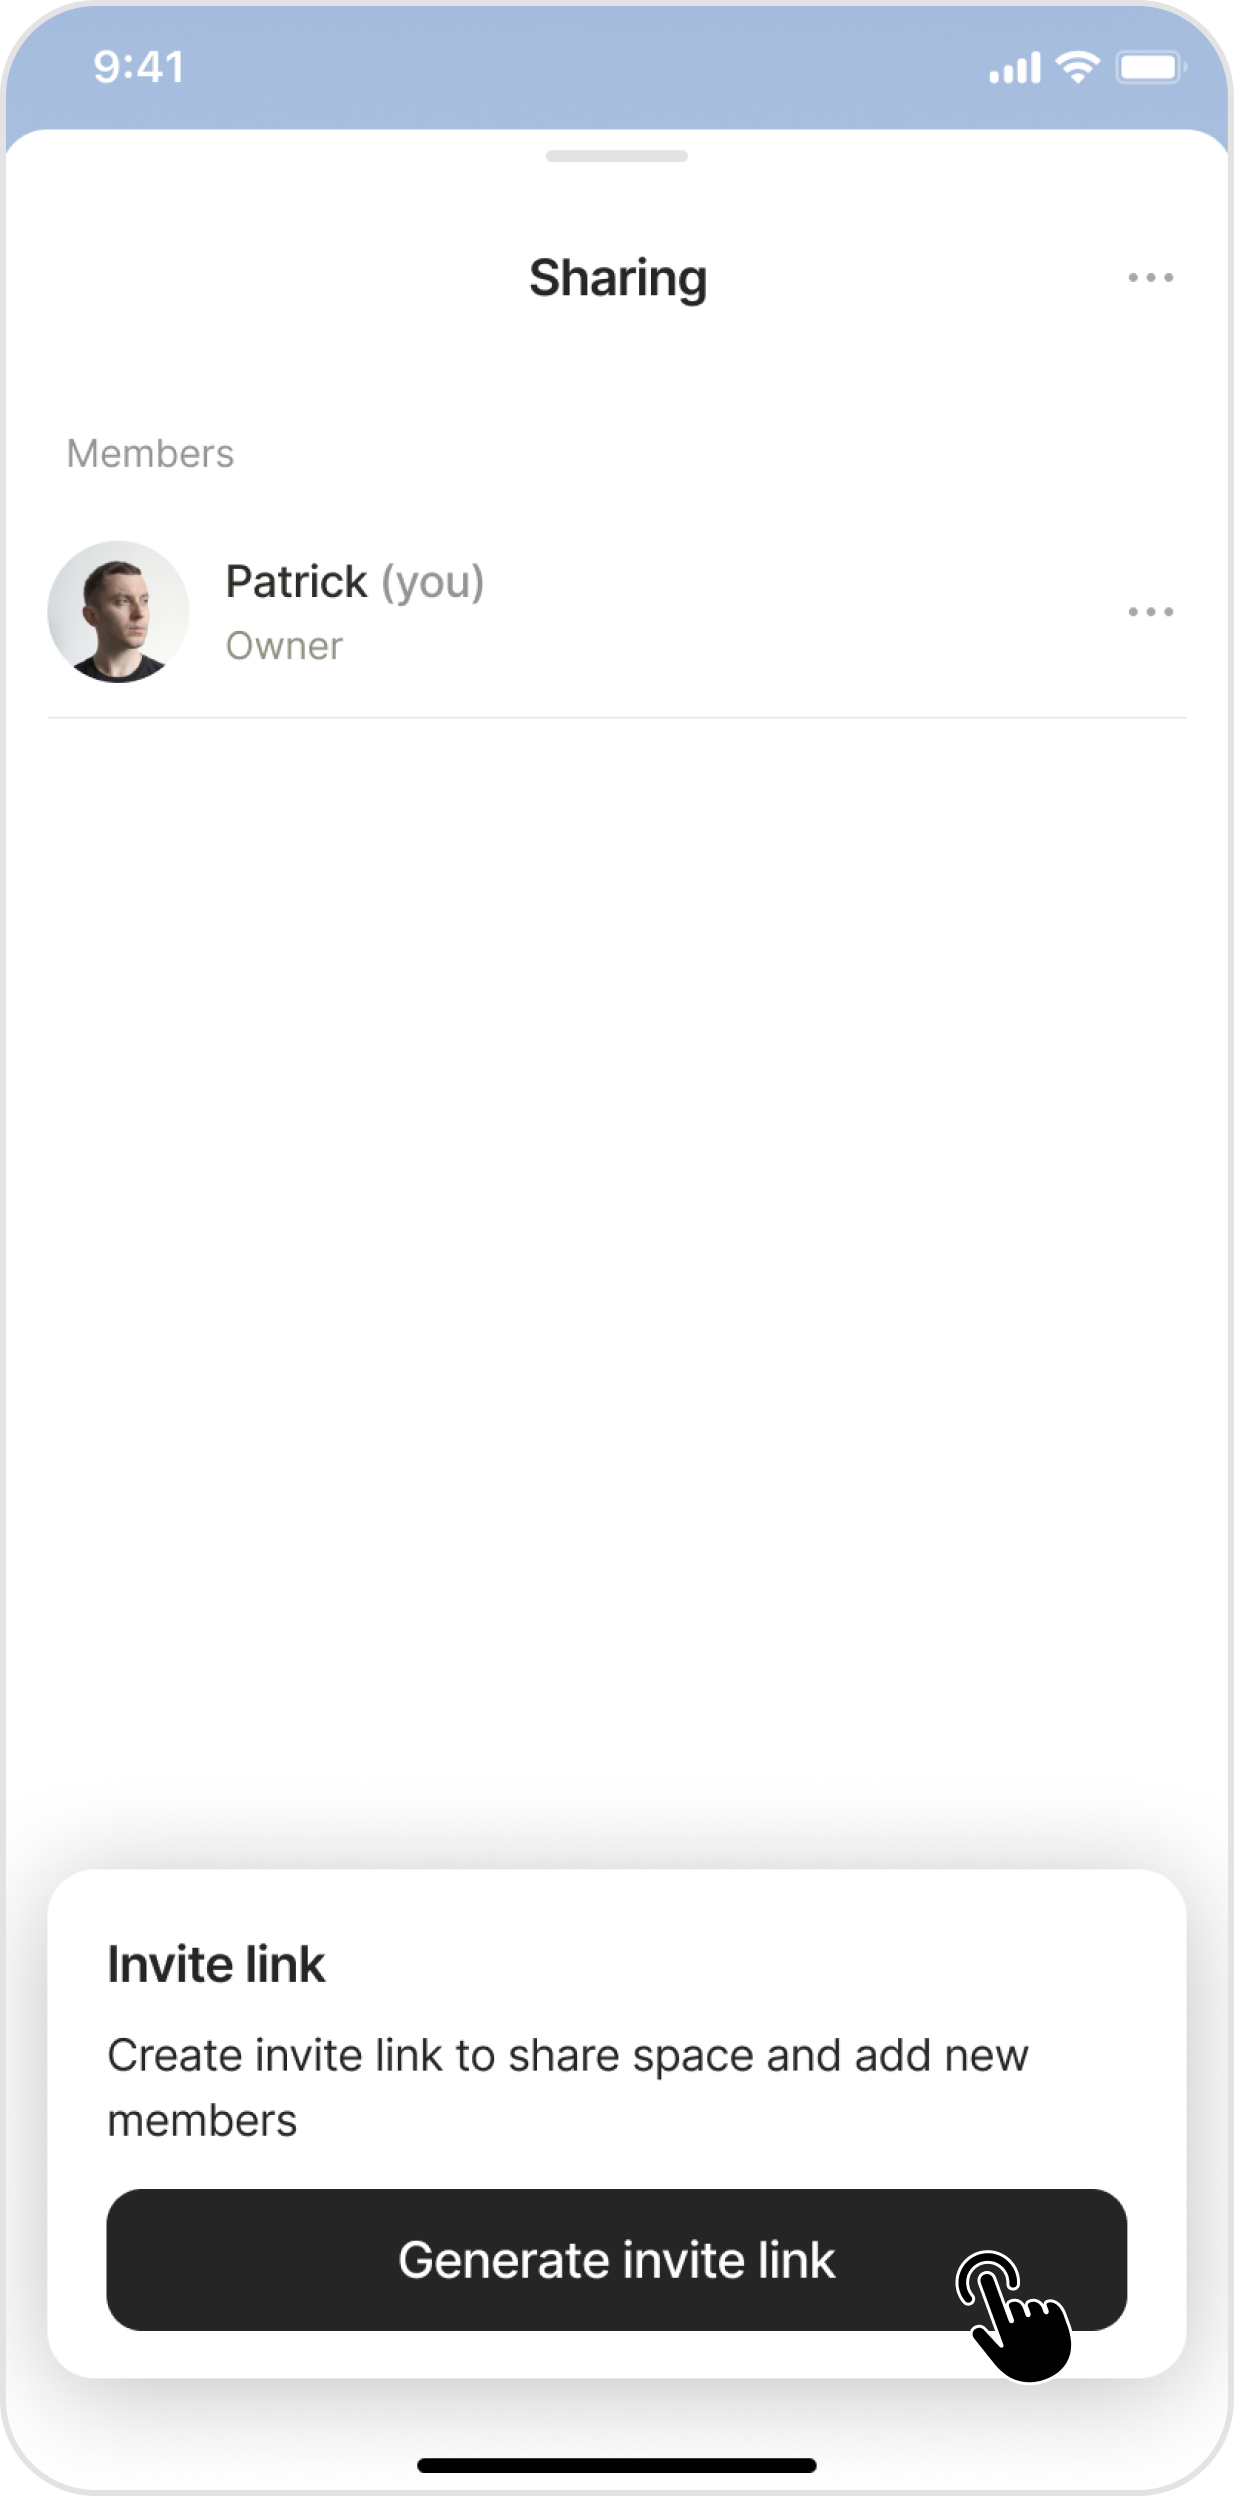 9:41
Sharing
Members
Patrick (you)
Owner
Invite link
Create invite link to share space and add new
members
Generate invite link